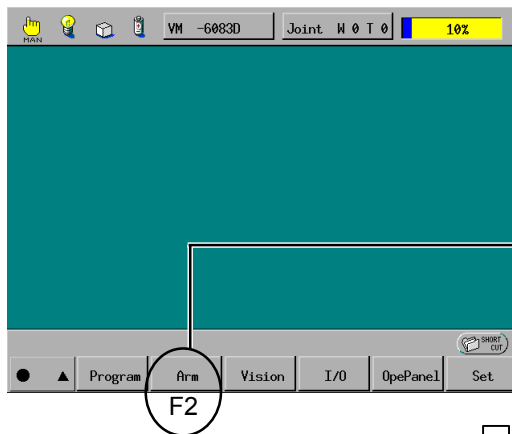 MAN VM -6083D Joint W 0 T 0 10%
SHORT CUT
Program Arm Vision I/O OpePanel Set
F2